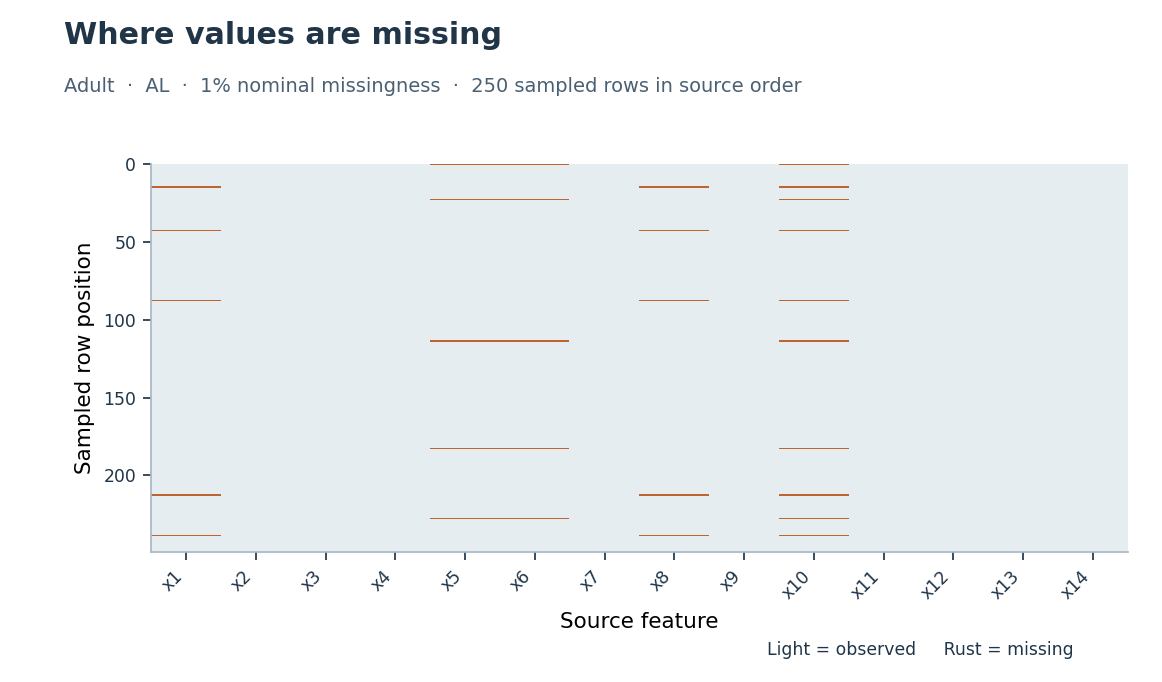 Where values are missing
Adult · AL · 1% nominal missingness · 250 sampled rows in source order
0
50
100
150
200
Sampled row position
x1 x2 x3 x4 x5 x6 x7 x8 x9 x10 x11 x12 x13 x14
Source feature
Light = observed Rust = missing